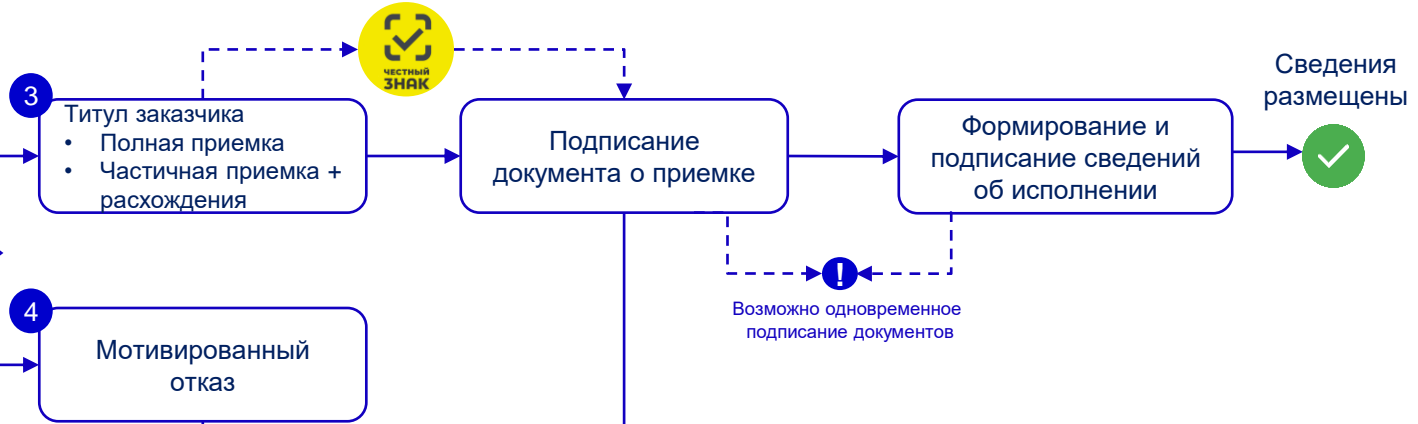 ЧЕСТНЫЙ
ЗНАК
Сведения
размещены
3
Титул заказчика
• Полная приемка
• Частичная приемка +
расхождения
Подписание
документа о приемке
Формирование и
подписание сведений
об исполнении
!
Возможно одновременное
подписание документов
4
Мотивированный
отказ